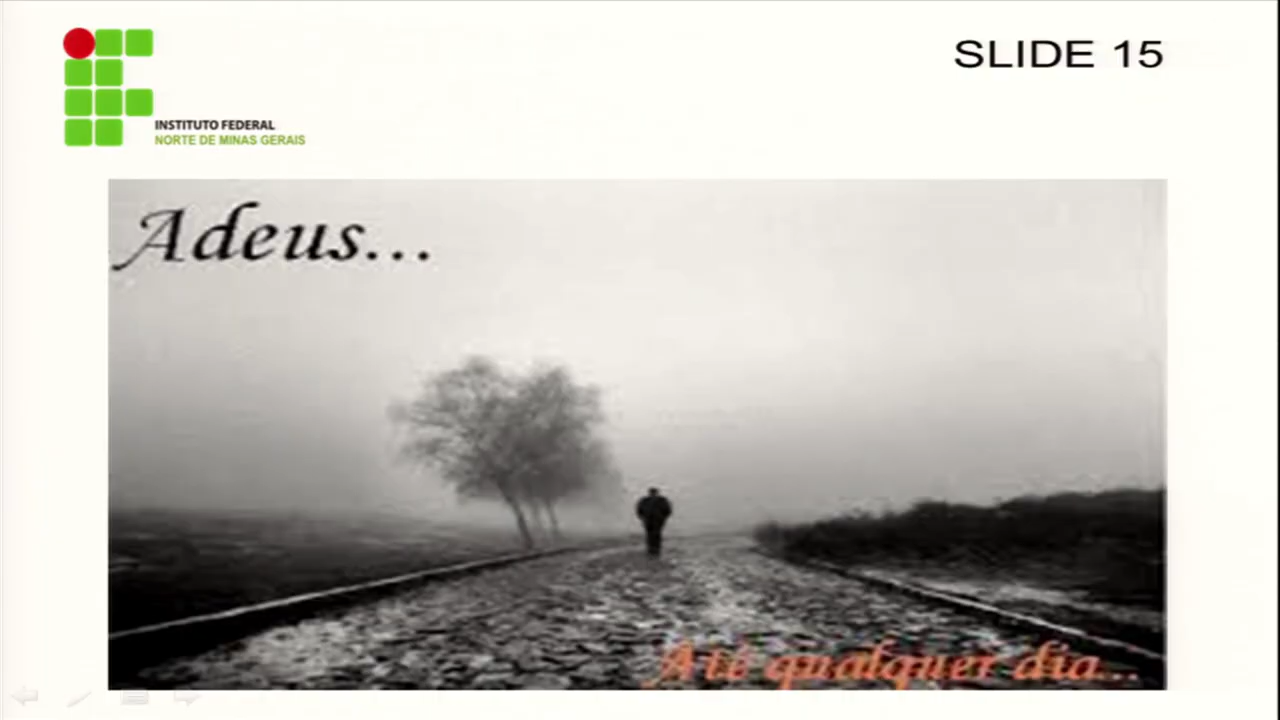 SLIDE 15
INSTITUTO FEDERAL
NORTE DE MINAS GERAIS
Adeus...
Até qualquer dia...